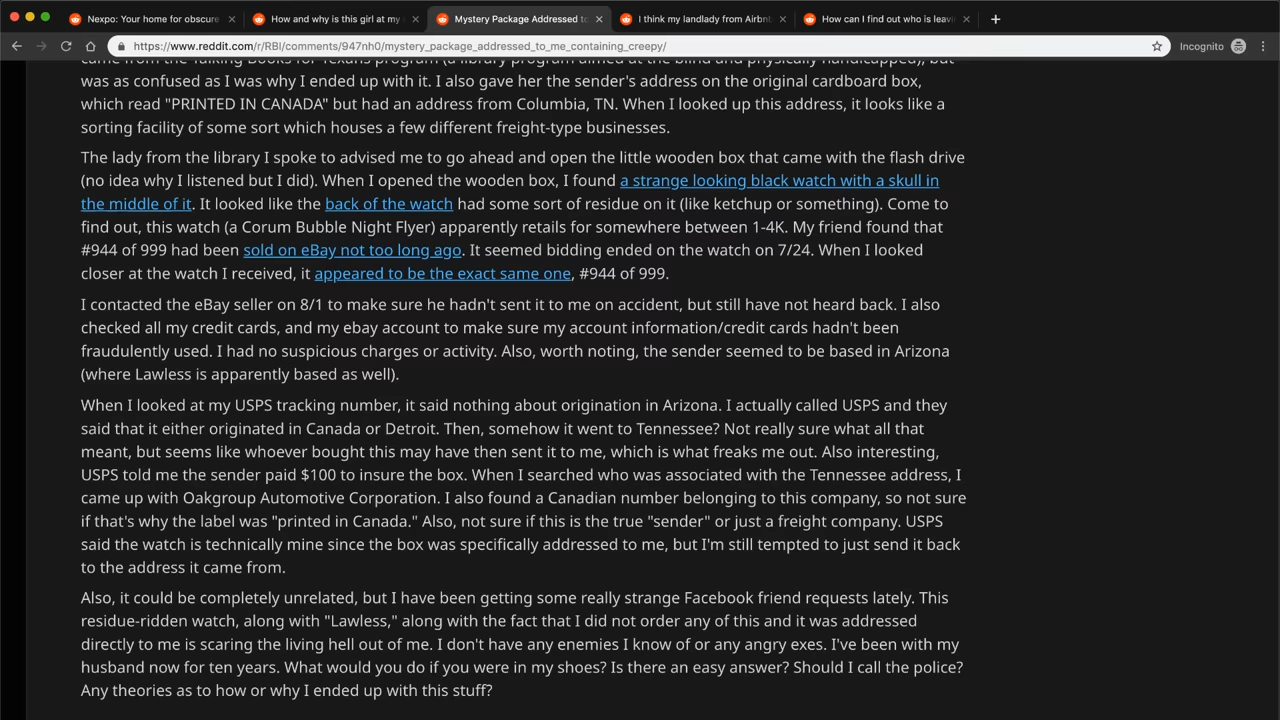 Nexpo: Your home for obscure
How and why is this girl at my
Mystery Package Addressed to
I think my landlady from Airbnb
How can I find out who is leavi
https://www.reddit.com/r/RBI/comments/947nh0/mystery_package_addressed_to_me_containing_creepy/
Incognito
came from the Talking Books for Texans program (a library program aimed at the blind and physically handicapped), but
was as confused as I was why I ended up with it. I also gave her the sender's address on the original cardboard box,
which read "PRINTED IN CANADA" but had an address from Columbia, TN. When I looked up this address, it looks like a
sorting facility of some sort which houses a few different freight-type businesses.
The lady from the library I spoke to advised me to go ahead and open the little wooden box that came with the flash drive
(no idea why I listened but I did). When I opened the wooden box, I found a strange looking black watch with a skull in
the middle of it. It looked like the back of the watch had some sort of residue on it (like ketchup or something). Come to
find out, this watch (a Corum Bubble Night Flyer) apparently retails for somewhere between 1-4K. My friend found that
#944 of 999 had been sold on eBay not too long ago. It seemed bidding ended on the watch on 7/24. When I looked
closer at the watch I received, it appeared to be the exact same one, #944 of 999.
I contacted the eBay seller on 8/1 to make sure he hadn't sent it to me on accident, but still have not heard back. I also
checked all my credit cards, and my ebay account to make sure my account information/credit cards hadn't been
fraudulently used. I had no suspicious charges or activity. Also, worth noting, the sender seemed to be based in Arizona
(where Lawless is apparently based as well).
When I looked at my USPS tracking number, it said nothing about origination in Arizona. I actually called USPS and they
said that it either originated in Canada or Detroit. Then, somehow it went to Tennessee? Not really sure what all that
meant, but seems like whoever bought this may have then sent it to me, which is what freaks me out. Also interesting,
USPS told me the sender paid $100 to insure the box. When I searched who was associated with the Tennessee address, I
came up with Oakgroup Automotive Corporation. I also found a Canadian number belonging to this company, so not sure
if that's why the label was "printed in Canada." Also, not sure if this is the true "sender" or just a freight company. USPS
said the watch is technically mine since the box was specifically addressed to me, but I'm still tempted to just send it back
to the address it came from.
Also, it could be completely unrelated, but I have been getting some really strange Facebook friend requests lately. This
residue-ridden watch, along with "Lawless," along with the fact that I did not order any of this and it was addressed
directly to me is scaring the living hell out of me. I don't have any enemies I know of or any angry exes. I've been with my
husband now for ten years. What would you do if you were in my shoes? Is there an easy answer? Should I call the police?
Any theories as to how or why I ended up with this stuff?